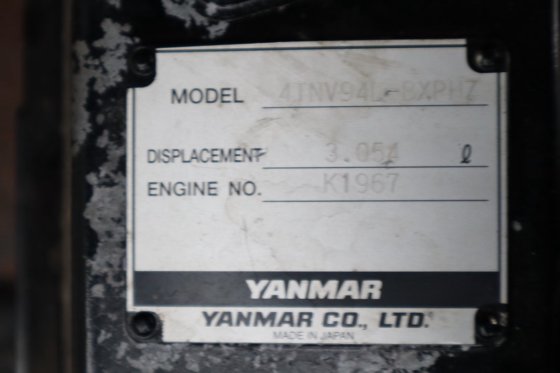 MODEL 4TNV94L-BXPHZ
DISPLACEMENT 3.054 ℓ
ENGINE NO. K1967
YANMAR
YANMAR CO., LTD.
MADE IN JAPAN